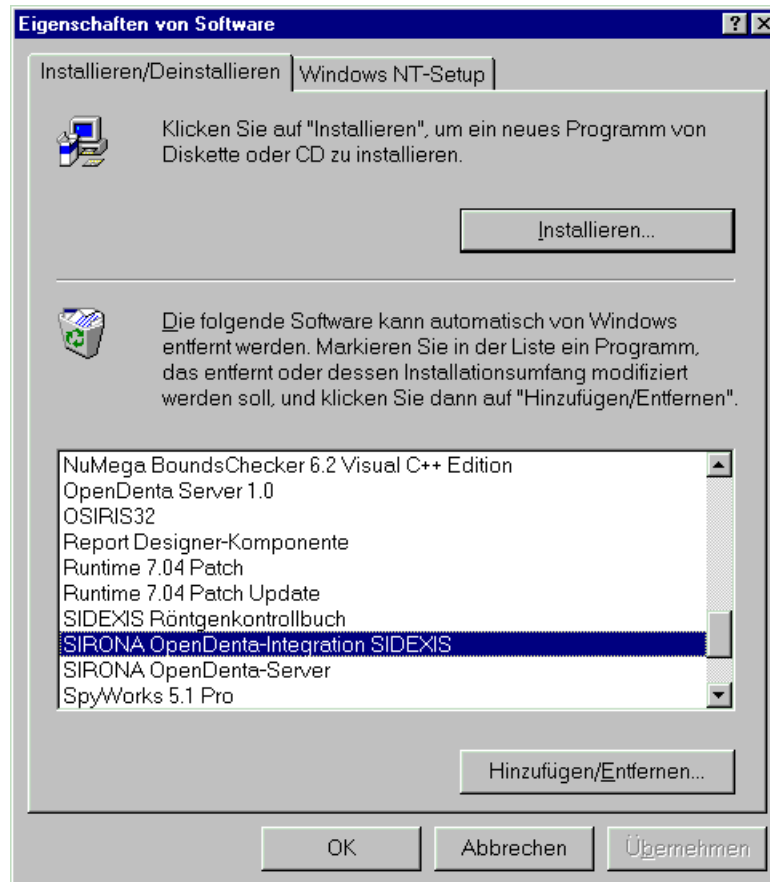 Eigenschaften von Software
Installieren/Deinstallieren
Windows NT-Setup
Klicken Sie auf "Installieren", um ein neues Programm von
Diskette oder CD zu installieren.
Installieren...
Die folgende Software kann automatisch von Windows
entfernt werden. Markieren Sie in der Liste ein Programm,
das entfernt oder dessen Installationsumfang modifiziert
werden soll, und klicken Sie dann auf "Hinzufügen/Entfernen".
NuMega BoundsChecker 6.2 Visual C++ Edition
OpenDenta Server 1.0
OSIRIS32
Report Designer-Komponente
Runtime 7.04 Patch
Runtime 7.04 Patch Update
SIDEXIS Röntgenkontrollbuch
SIRONA OpenDenta-Integration SIDEXIS
SIRONA OpenDenta-Server
SpyWorks 5.1 Pro
Hinzufügen/Entfernen...
OK
Abbrechen
Übernehmen